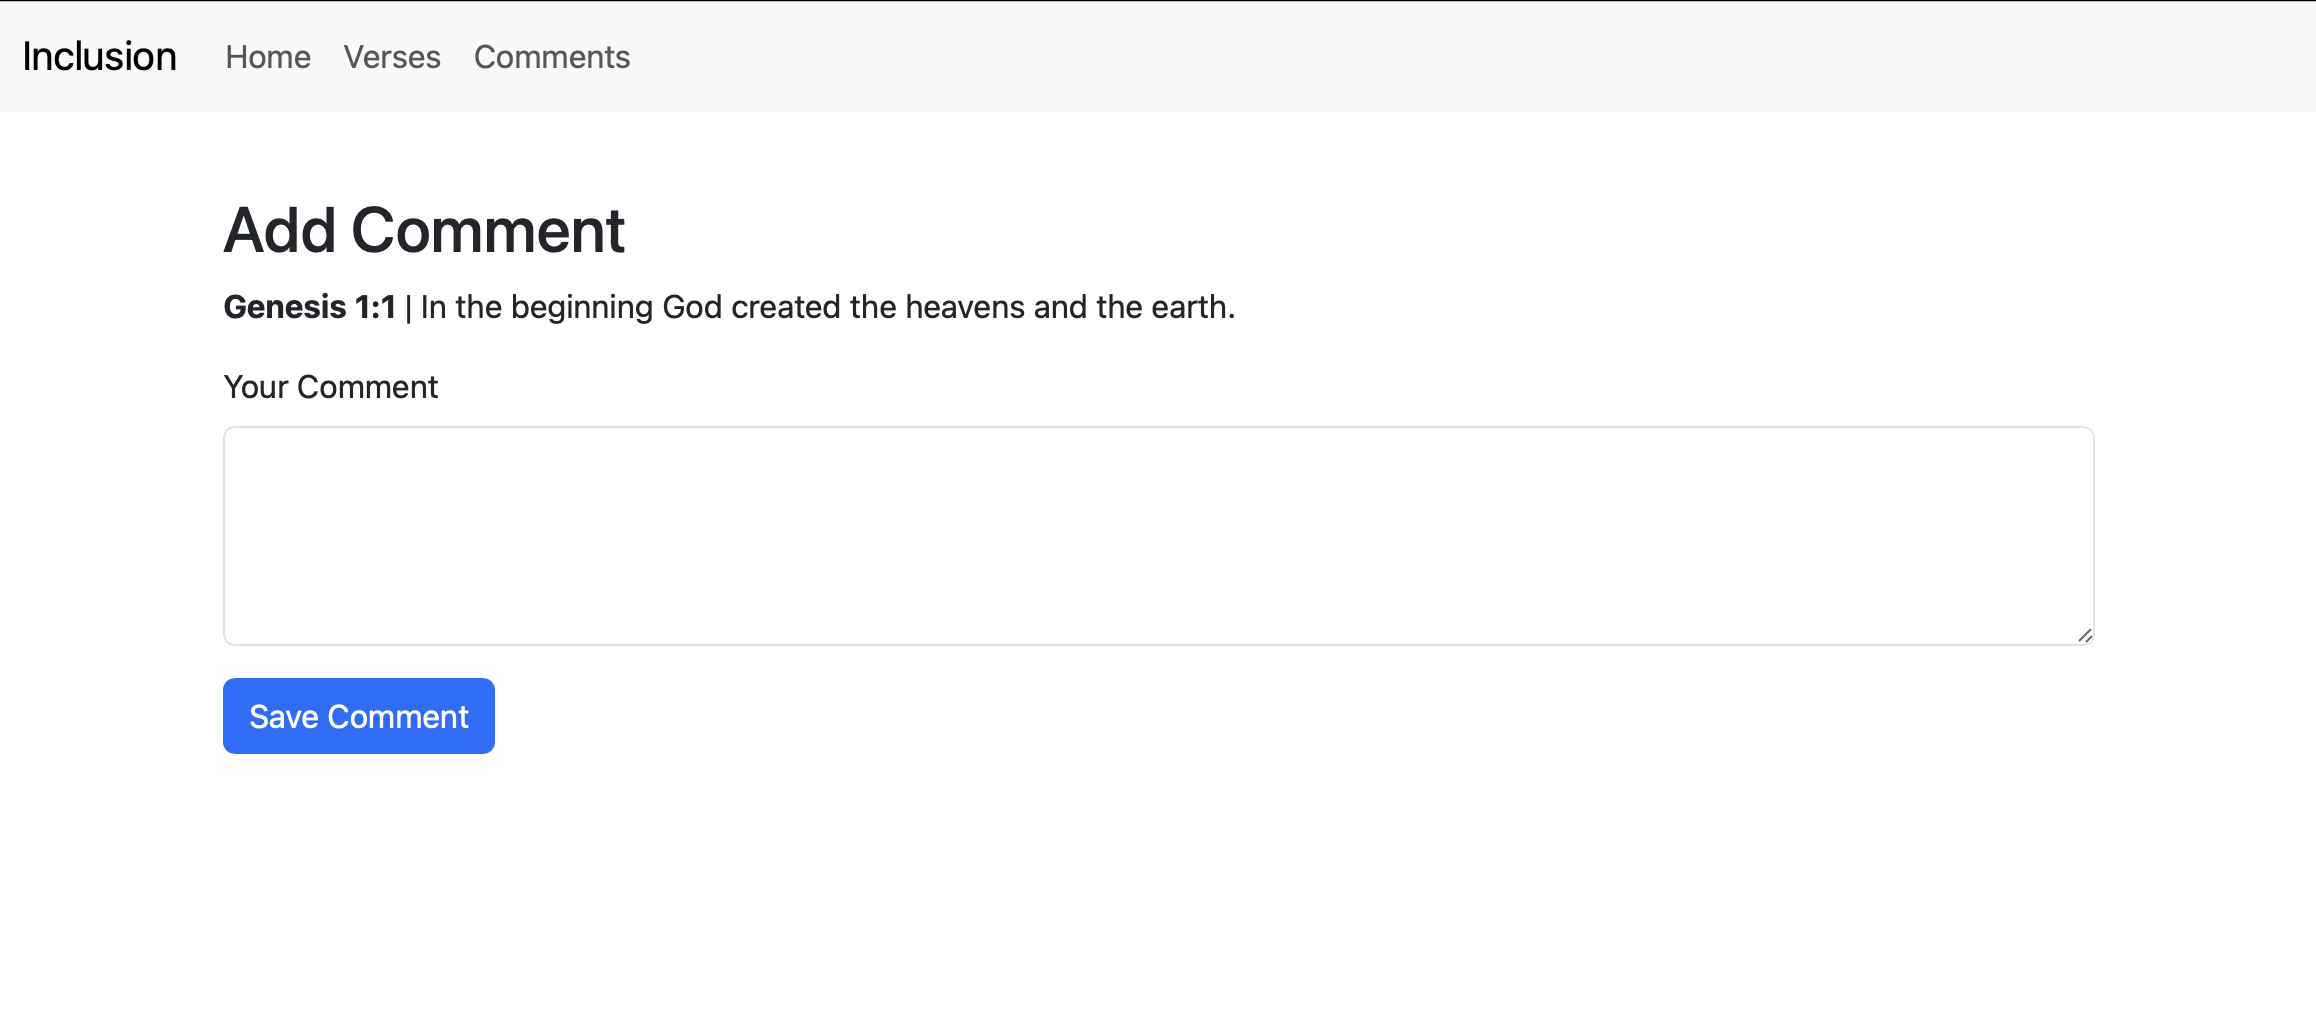 Inclusion Home Verses Comments
Add Comment
Genesis 1:1 | In the beginning God created the heavens and the earth.
Your Comment
Save Comment